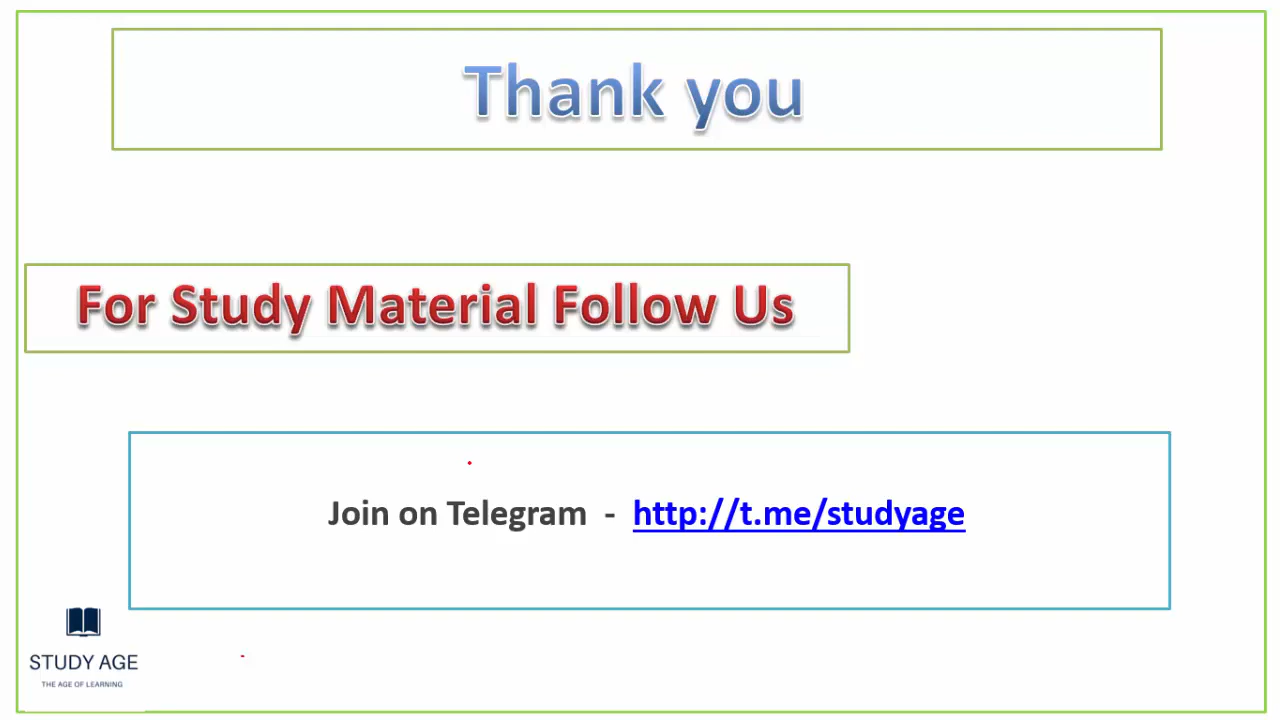 Thank you
For Study Material Follow Us
Join on Telegram - http://t.me/studyage
STUDY AGE
THE AGE OF LEARNING